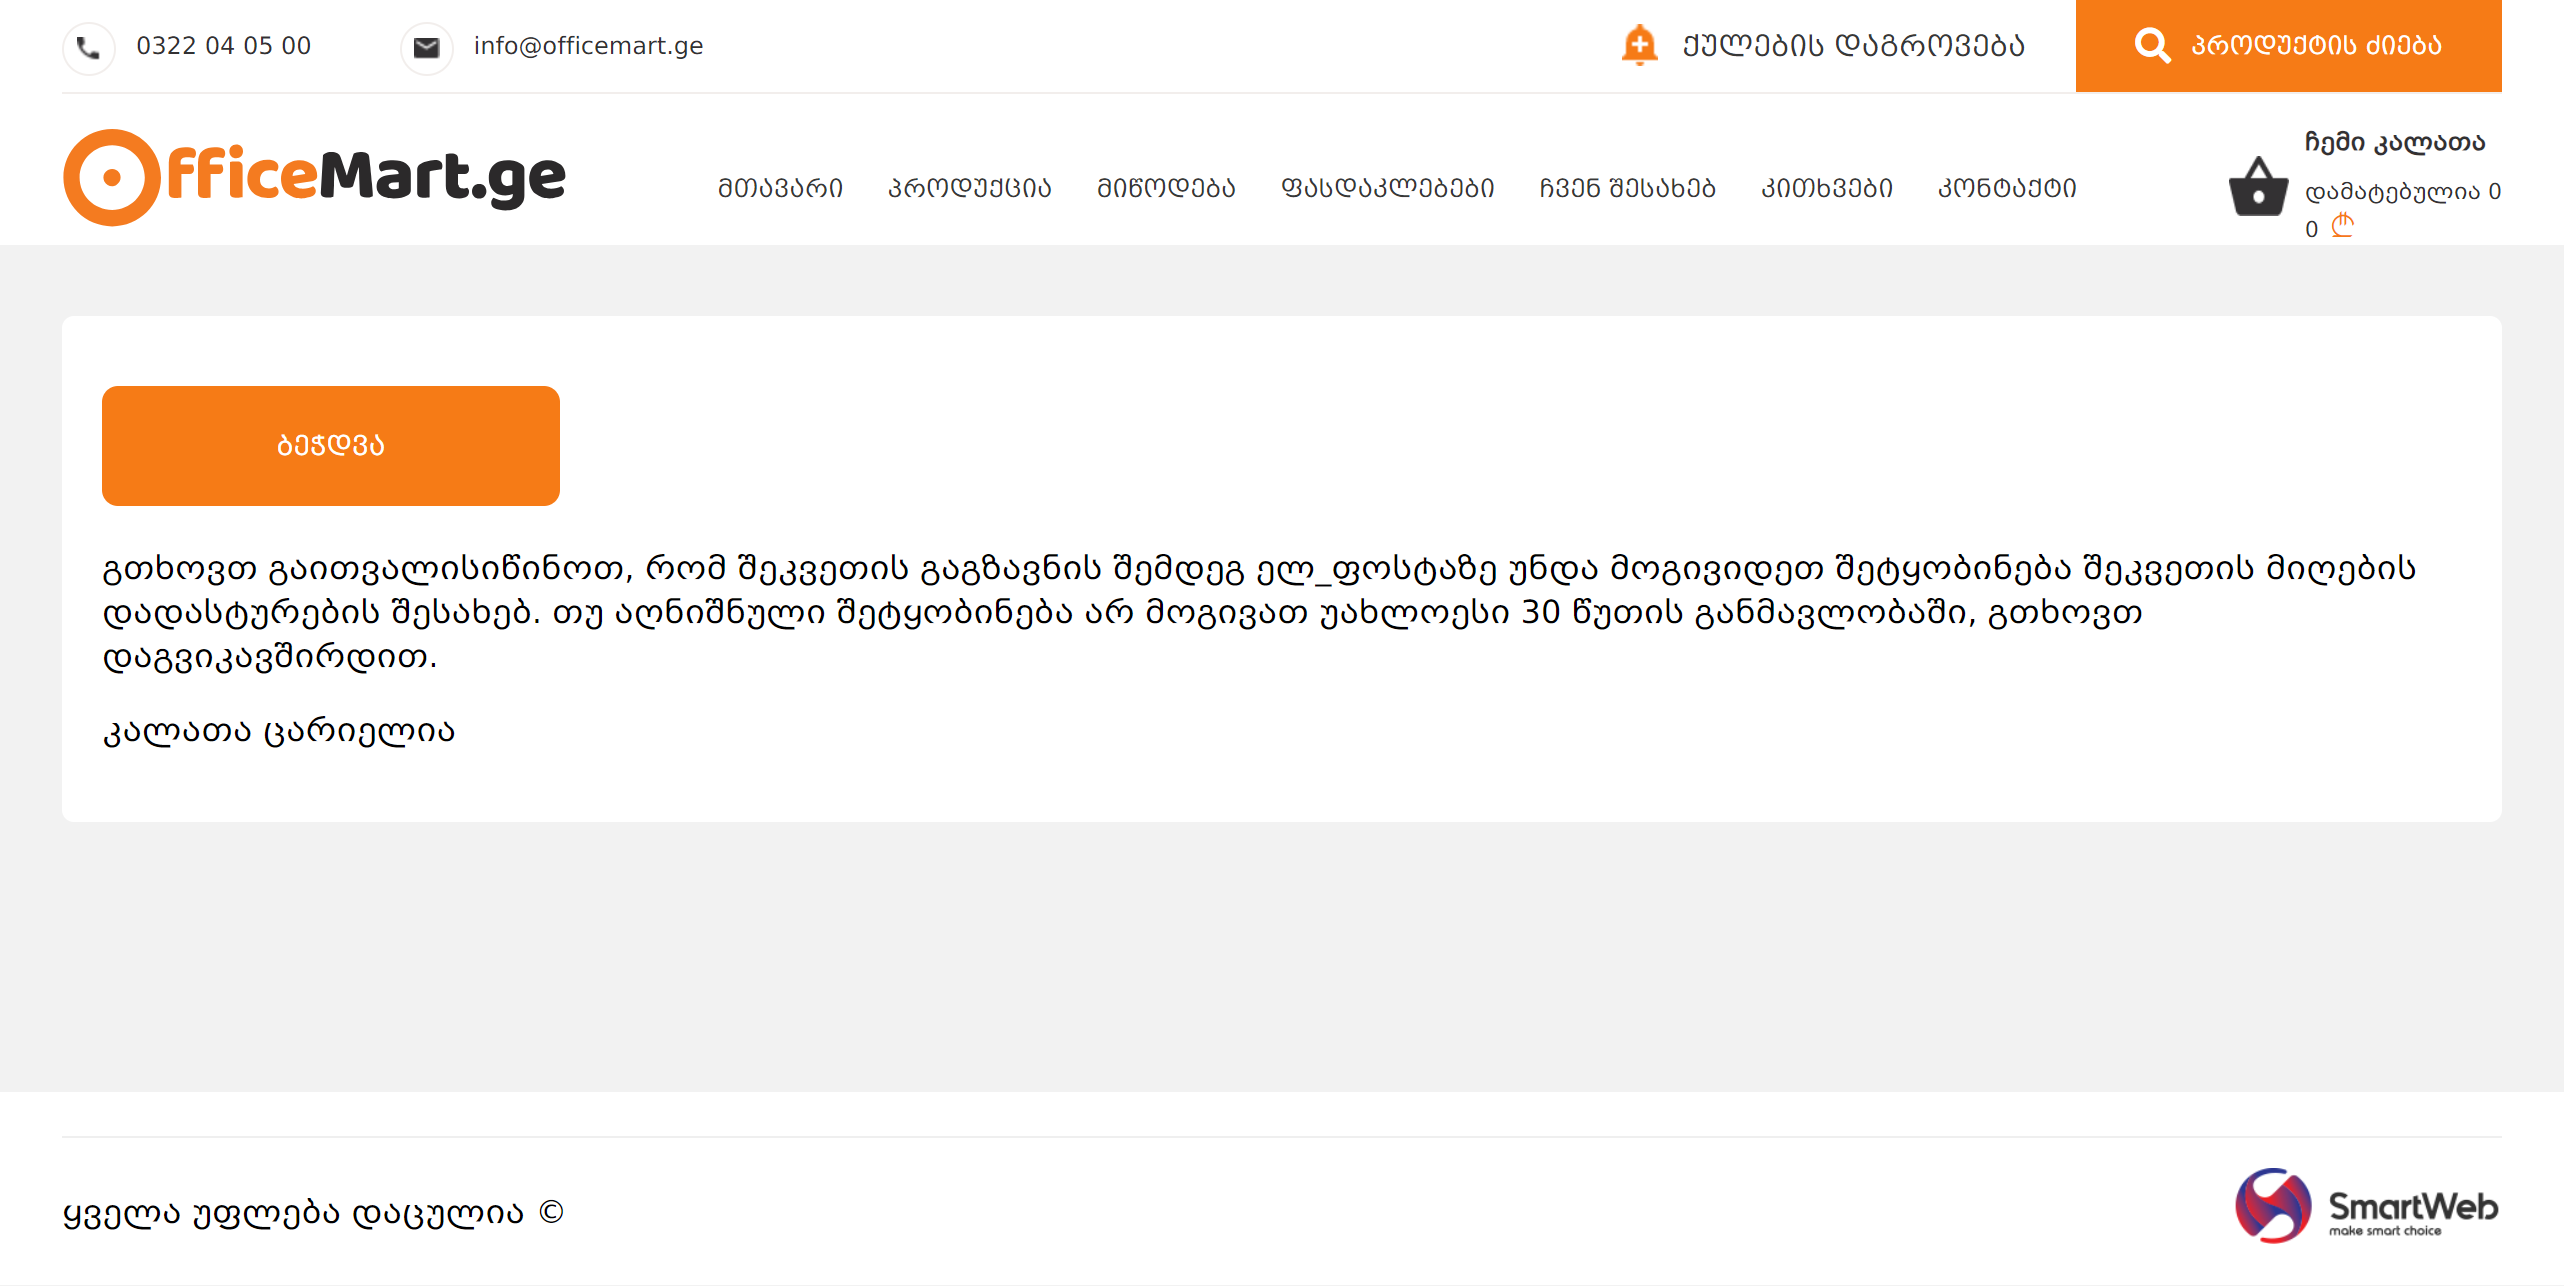 0322 04 05 00
info@officemart.ge
ქულების დაგროვება
პროდუქტის ძიება
OfficeMart.ge
მთავარი
პროდუქცია
მიწოდება
ფასდაკლებები
ჩვენ შესახებ
კითხვები
კონტაქტი
ჩემი კალათა
დამატებულია 0
0 ₾
ბეჭდვა
გთხოვთ გაითვალისიწინოთ, რომ შეკვეთის გაგზავნის შემდეგ ელ_ფოსტაზე უნდა მოგივიდეთ შეტყობინება შეკვეთის მიღების
დადასტურების შესახებ. თუ აღნიშნული შეტყობინება არ მოგივათ უახლოესი 30 წუთის განმავლობაში, გთხოვთ
დაგვიკავშირდით.
კალათა ცარიელია
ყველა უფლება დაცულია ©
SmartWeb
make smart choice